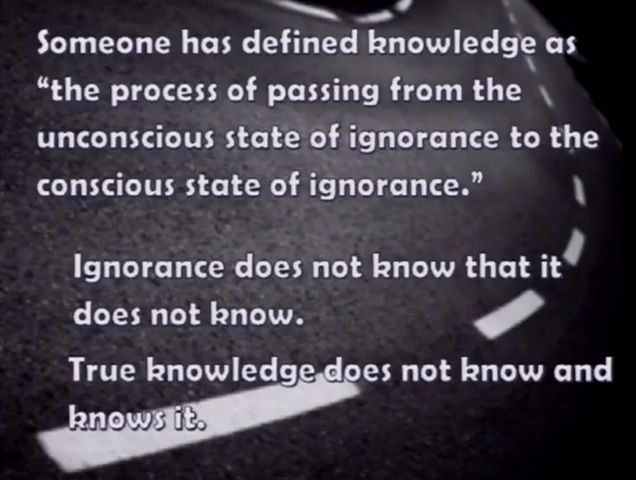 Someone has defined knowledge as
“the process of passing from the
unconscious state of ignorance to the
conscious state of ignorance.”
Ignorance does not know that it
does not know.
True knowledge does not know and
knows it.